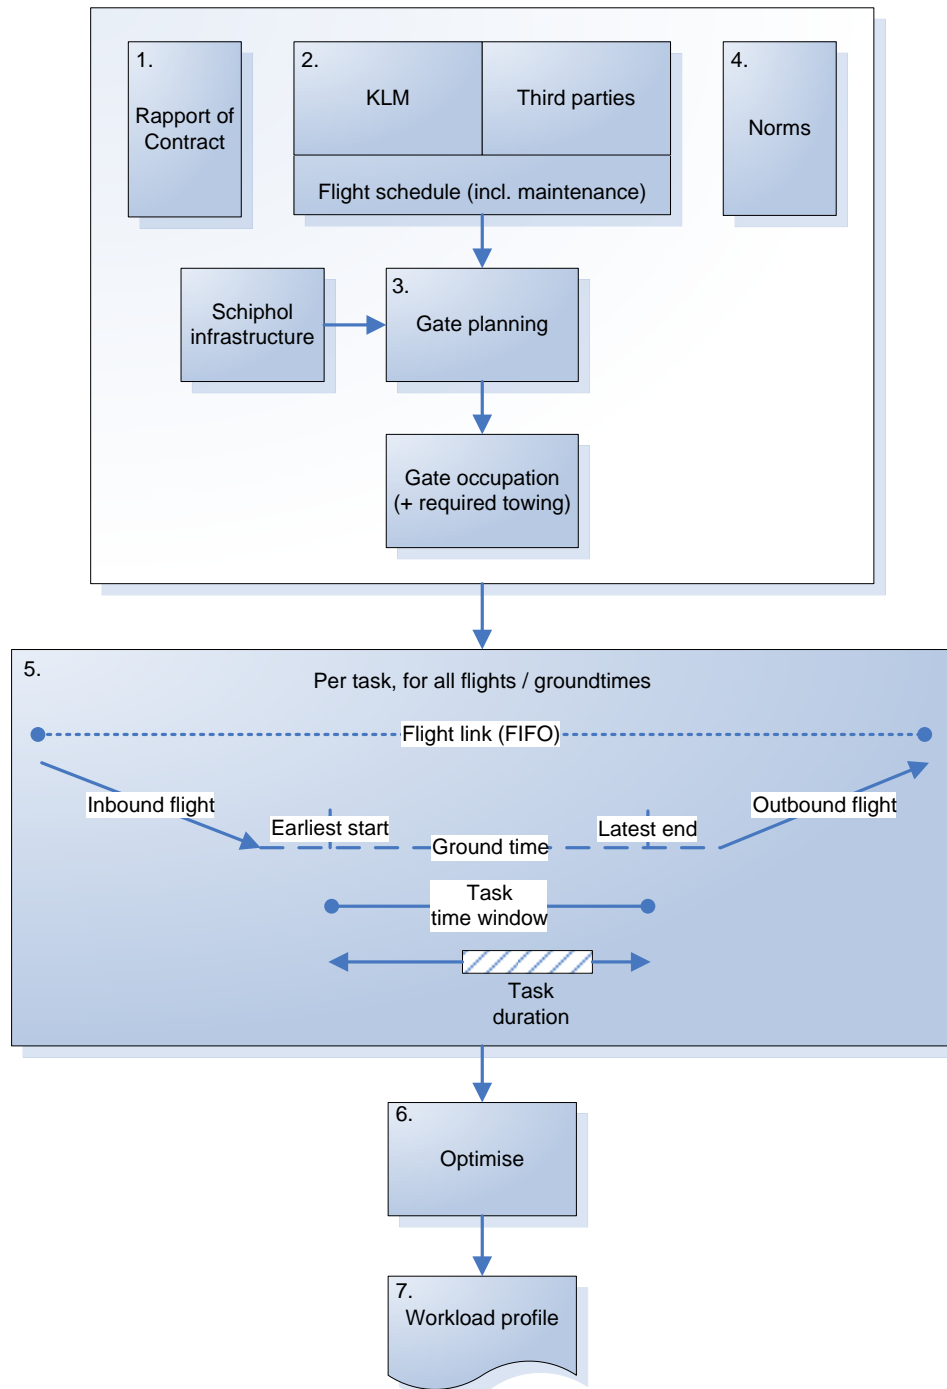 1.
Rapport of
Contract
2.
KLM
Third parties
Flight schedule (incl. maintenance)
4.
Norms
Schiphol
infrastructure
3.
Gate planning
Gate occupation
(+ required towing)
5.
Per task, for all flights / groundtimes
Flight link (FIFO)
Inbound flight
Outbound flight
Earliest start
Latest end
Ground time
Task
time window
Task
duration
6.
Optimise
7.
Workload profile